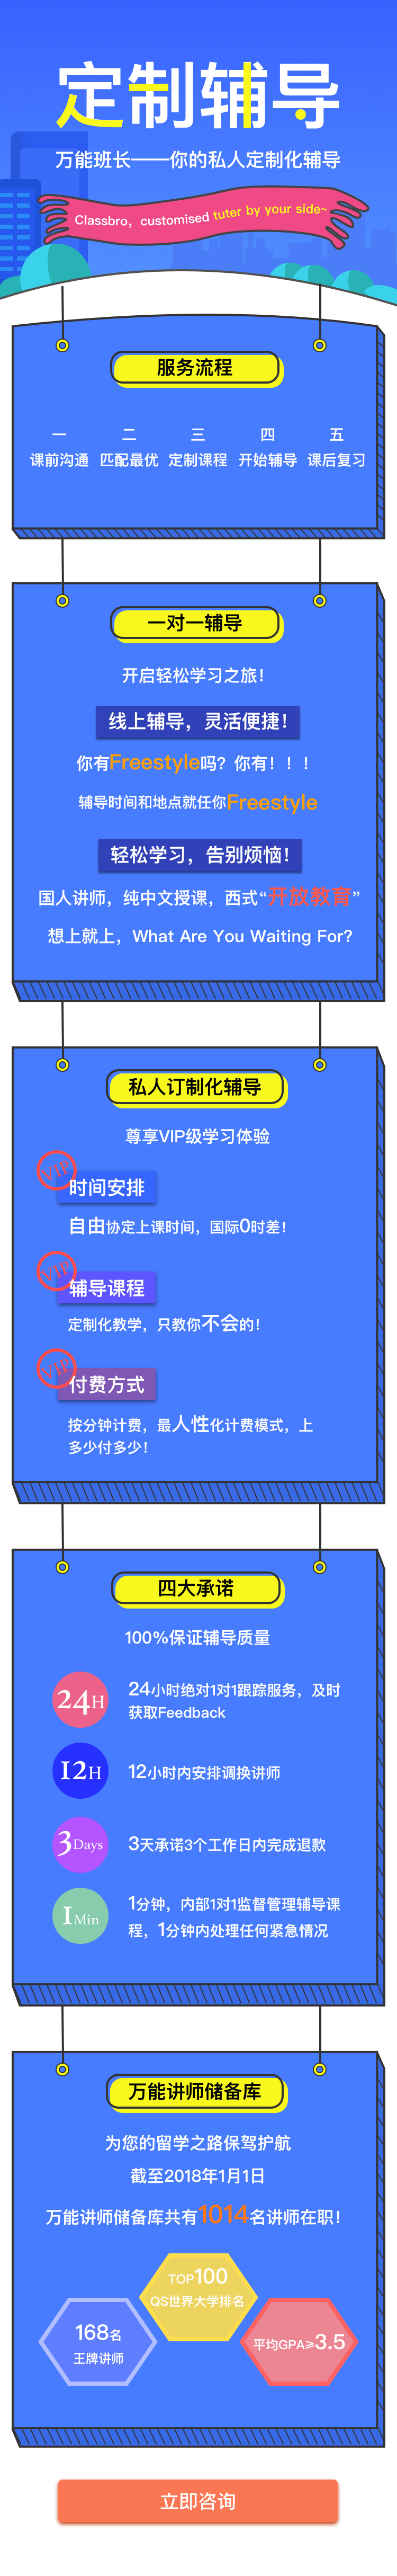 定制辅导
万能班长——你的私人定制化辅导
Classbro, customised tuter by your side~
服务流程
一 二 三 四 五
课前沟通 匹配最优 定制课程 开始辅导 课后复习
一对一辅导
开启轻松学习之旅！
线上辅导，灵活便捷！
你有Freestyle吗？你有！！！
辅导时间和地点就任你Freestyle
轻松学习，告别烦恼！
国人讲师，纯中文授课，西式“开放教育”
想上就上，What Are You Waiting For?
私人订制化辅导
尊享VIP级学习体验
VIP
时间安排
自由协定上课时间，国际0时差！
VIP
辅导课程
定制化教学，只教你不会的！
VIP
付费方式
按分钟计费，最人性化计费模式，上
多少付多少！
四大承诺
100%保证辅导质量
24H
24小时绝对1对1跟踪服务，及时
获取Feedback
12H
12小时内安排调换讲师
3Days
3天承诺3个工作日内完成退款
1Min
1分钟，内部1对1监督管理辅导课
程，1分钟内处理任何紧急情况
万能讲师储备库
为您的留学之路保驾护航
截至2018年1月1日
万能讲师储备库共有1014名讲师在职！
TOP100
QS世界大学排名
168名
王牌讲师
平均GPA≥3.5
立即咨询